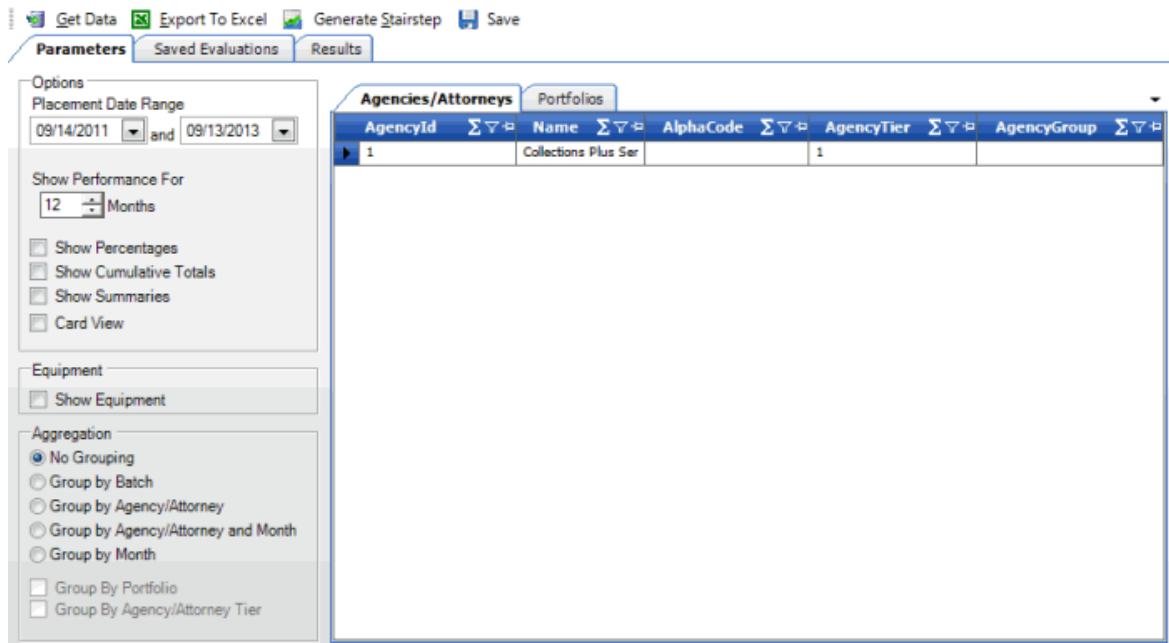 Get Data Export To Excel Generate Stairstep Save
Parameters Saved Evaluations Results
Options
Placement Date Range
09/14/2011 and 09/13/2013
Show Performance For
12 Months
Show Percentages
Show Cumulative Totals
Show Summaries
Card View
Equipment
Show Equipment
Aggregation
No Grouping
Group by Batch
Group by Agency/Attorney
Group by Agency/Attorney and Month
Group by Month
Group By Portfolio
Group By Agency/Attorney Tier
Agencies/Attorneys Portfolios
AgencyId Σ Name Σ AlphaCode Σ AgencyTier Σ AgencyGroup Σ
1 Collections Plus Ser 1